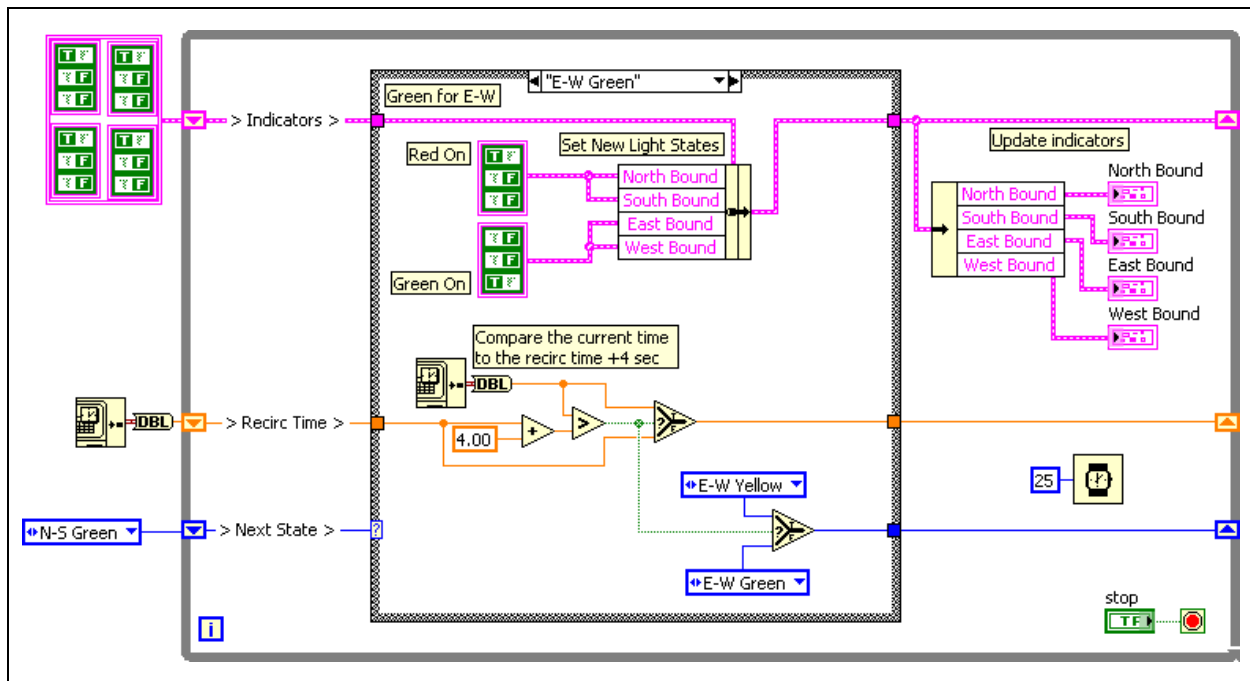 T F
F
F
T F
F
F
T F
F
F
T F
F
F
"E-W Green"
Green for E-W
> Indicators >
Red On
T F
F
F
Set New Light States
North Bound
South Bound
East Bound
West Bound
Green On
F
F
T F
Update indicators
North Bound
South Bound
East Bound
West Bound
North Bound
South Bound
East Bound
West Bound
Compare the current time
to the recirc time +4 sec
DBL
DBL
> Recirc Time >
4.00
+
>
?
T
F
N-S Green
> Next State >
?
E-W Yellow
?
T
F
E-W Green
25
stop
TF
i